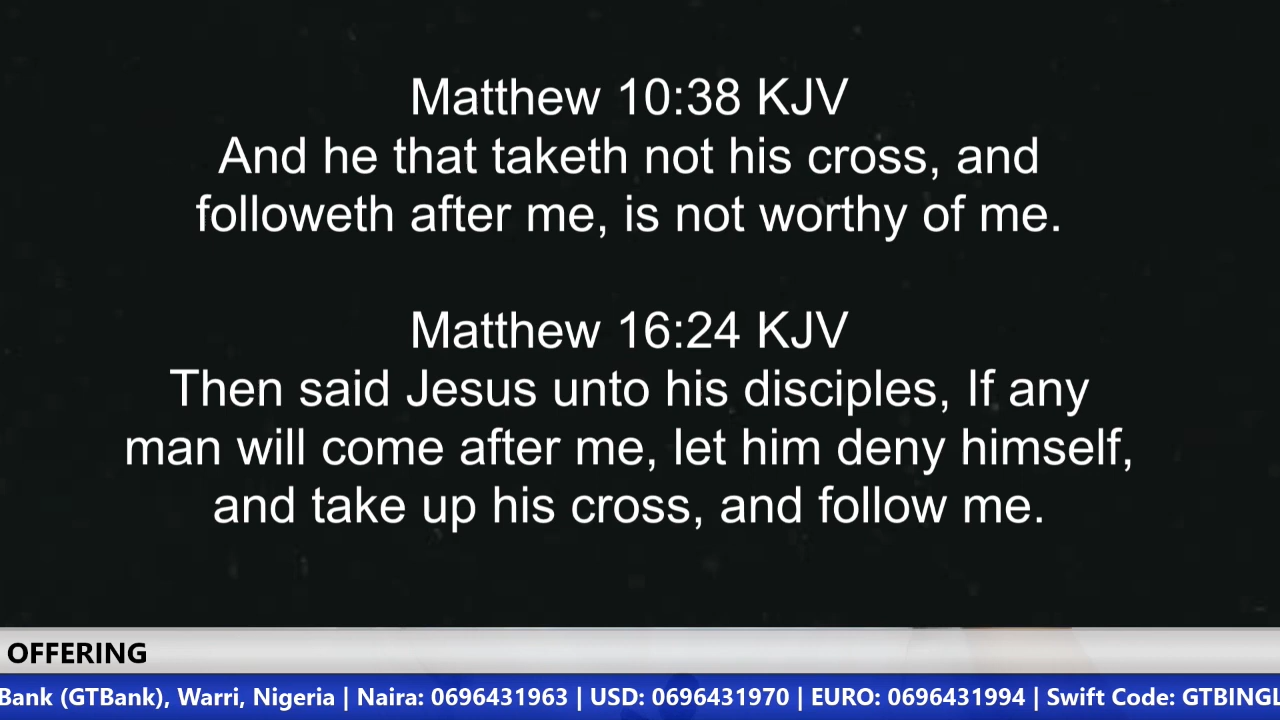 Matthew 10:38 KJV
And he that taketh not his cross, and
followeth after me, is not worthy of me.
Matthew 16:24 KJV
Then said Jesus unto his disciples, If any
man will come after me, let him deny himself,
and take up his cross, and follow me.
OFFERING
Bank (GTBank), Warri, Nigeria | Naira: 0696431963 | USD: 0696431970 | EURO: 0696431994 | Swift Code: